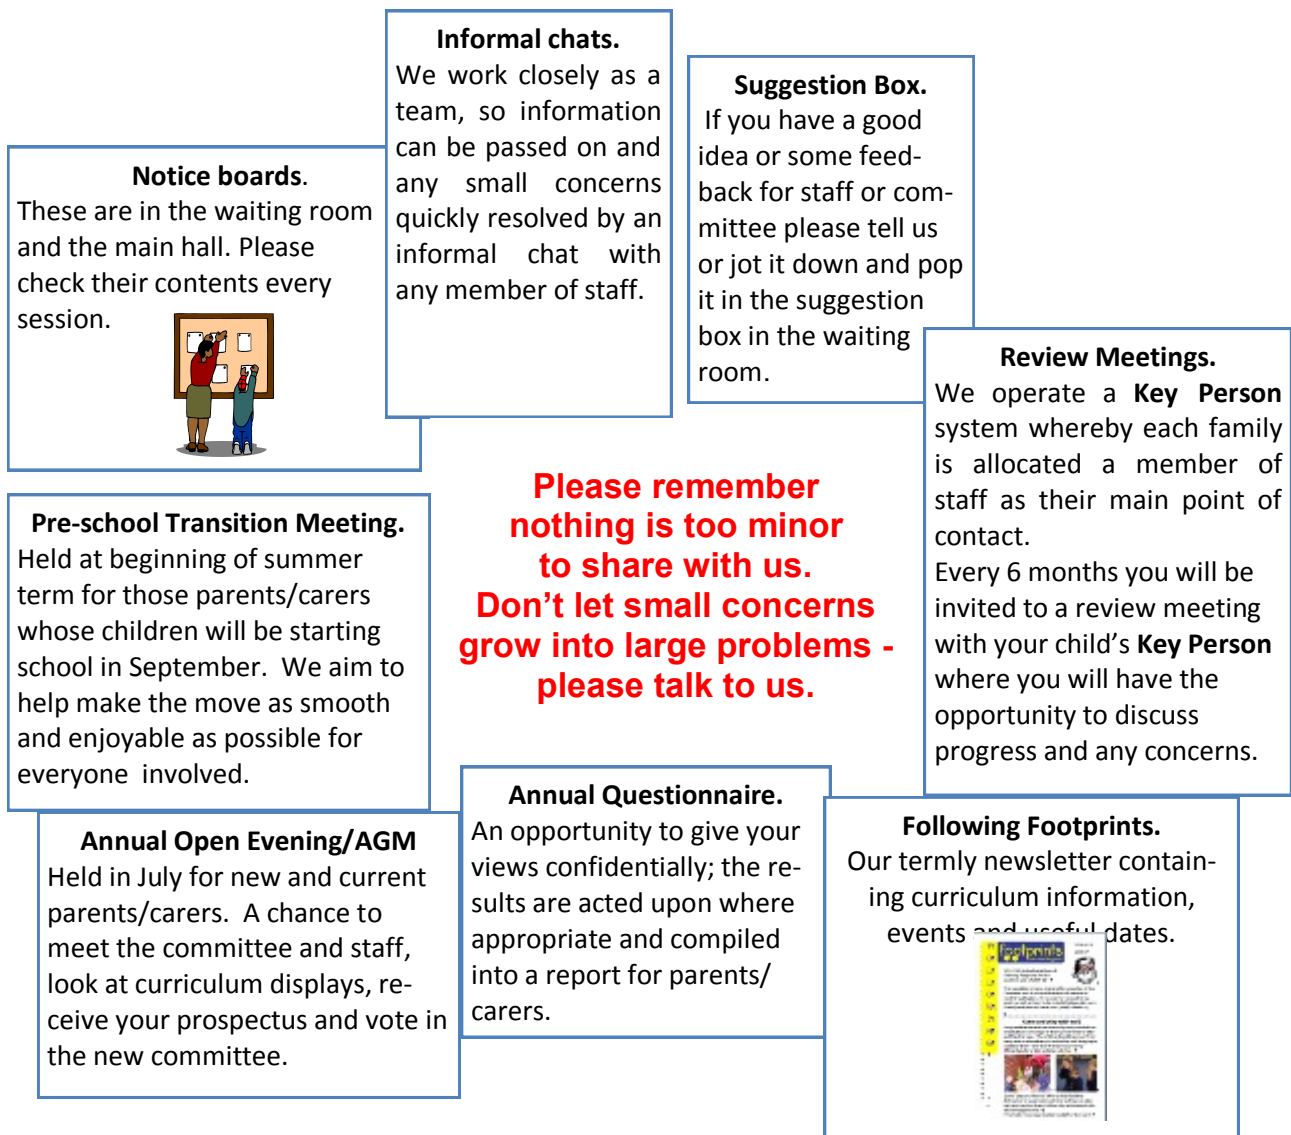 Informal chats.
We work closely as a
team, so information
can be passed on and
any small concerns
quickly resolved by an
informal chat with
any member of staff.
Suggestion Box.
If you have a good
idea or some feed-
back for staff or com-
mittee please tell us
or jot it down and pop
it in the suggestion
box in the waiting
room.
Notice boards.
These are in the waiting room
and the main hall. Please
check their contents every
session.
Review Meetings.
We operate a Key Person
system whereby each family
is allocated a member of
staff as their main point of
contact.
Every 6 months you will be
invited to a review meeting
with your child’s Key Person
where you will have the
opportunity to discuss
progress and any concerns.
Please remember
nothing is too minor
to share with us.
Don’t let small concerns
grow into large problems -
please talk to us.
Pre-school Transition Meeting.
Held at beginning of summer
term for those parents/carers
whose children will be starting
school in September.  We aim to
help make the move as smooth
and enjoyable as possible for
everyone  involved.
Annual Open Evening/AGM
Held in July for new and current
parents/carers.  A chance to
meet the committee and staff,
look at curriculum displays, re-
ceive your prospectus and vote in
the new committee.
Annual Questionnaire.
An opportunity to give your
views confidentially; the re-
sults are acted upon where
appropriate and compiled
into a report for parents/
carers.
Following Footprints.
Our termly newsletter contain-
ing curriculum information,
events and useful dates.
footprints